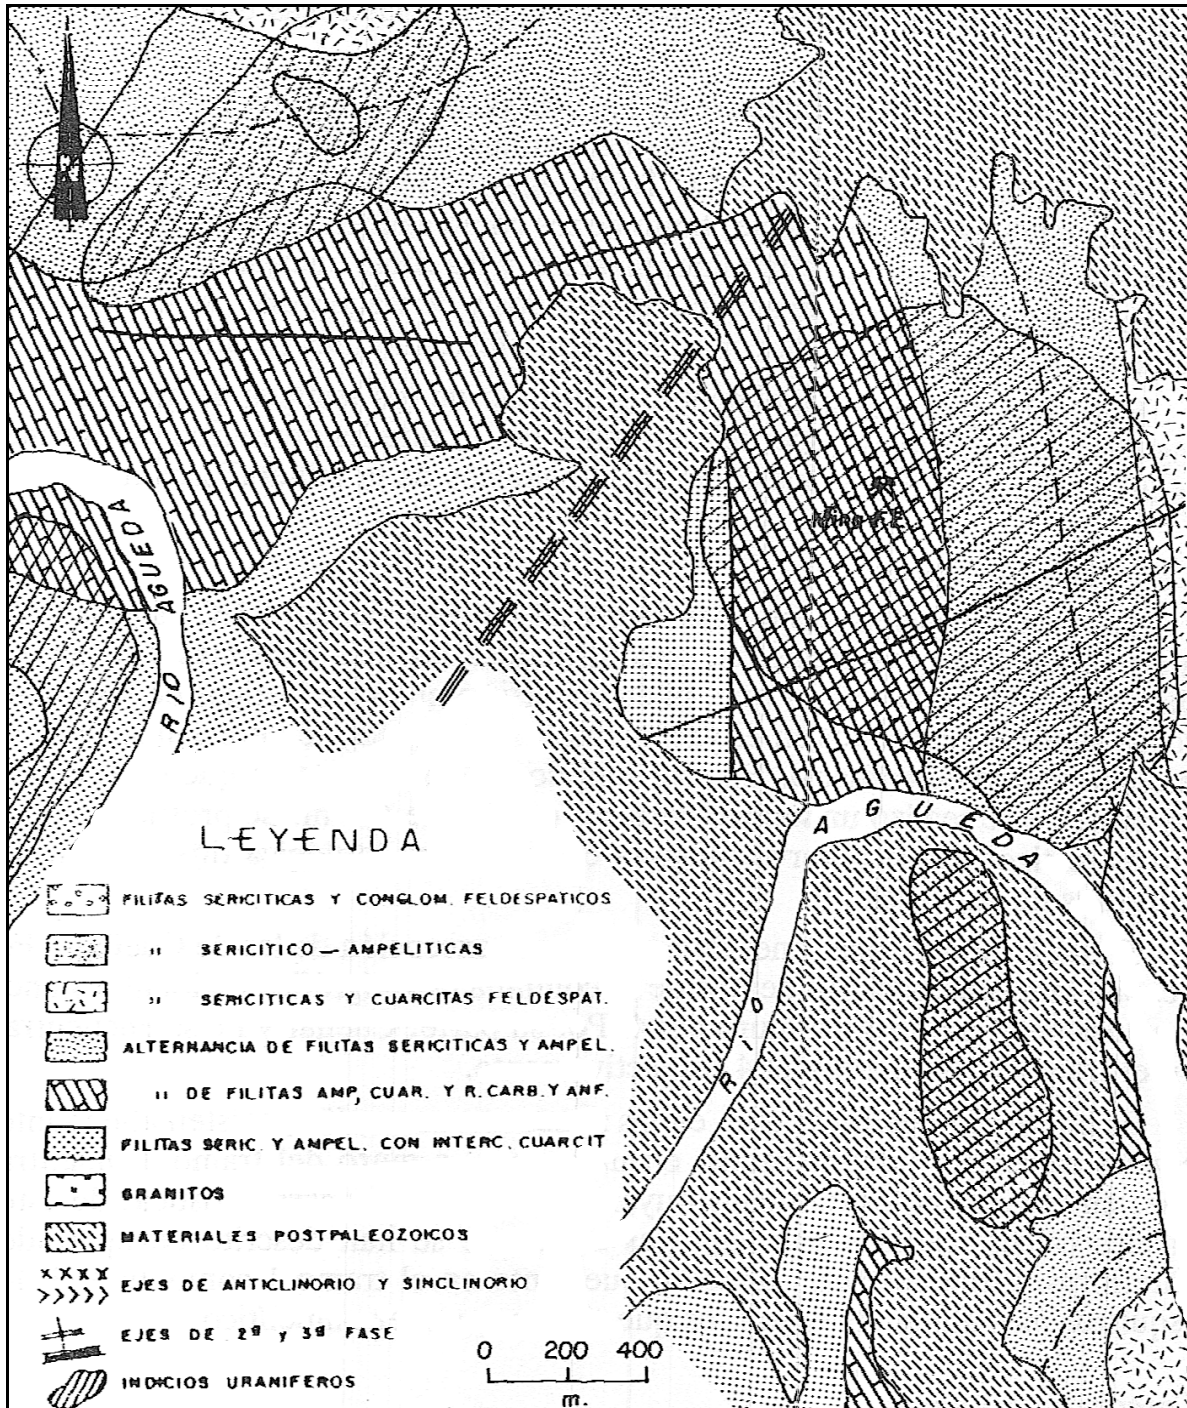 RIO AGUEDA
Mina F.E.
RIO AGUEDA
LEYENDA
FILITAS SERICITICAS Y CONGLOM. FELDESPATICOS
" SERICITICO — AMPELITICAS
" SERICITICAS Y CUARCITAS FELDESPAT.
ALTERNANCIA DE FILITAS SERICITICAS Y AMPEL.
" DE FILITAS AMP, CUAR. Y R. CARB. Y ANF.
FILITAS SERIC. Y AMPEL. CON INTERC. CUARCIT
GRANITOS
MATERIALES POSTPALEOZOICOS
EJES DE ANTICLINORIO Y SINCLINORIO
EJES DE 2ª y 3ª FASE
INDICIOS URANIFEROS
0 200 400
m.